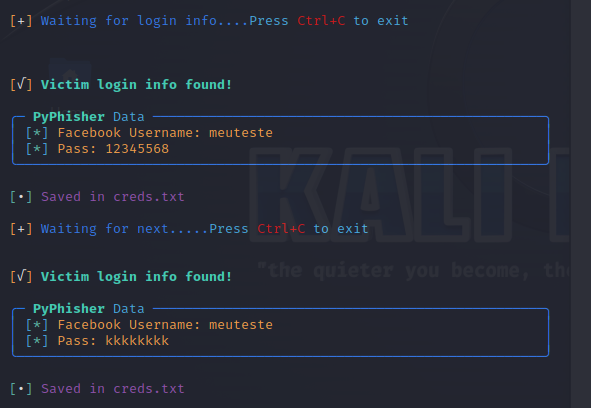 [+] Waiting for login info....Press Ctrl+C to exit
[√] Victim login info found!
PyPhisher Data
[*] Facebook Username: meuteste
[*] Pass: 12345568
[•] Saved in creds.txt
[+] Waiting for next.....Press Ctrl+C to exit
KALI
"the quieter you become, the
[√] Victim login info found!
PyPhisher Data
[*] Facebook Username: meuteste
[*] Pass: kkkkkkkk
[•] Saved in creds.txt